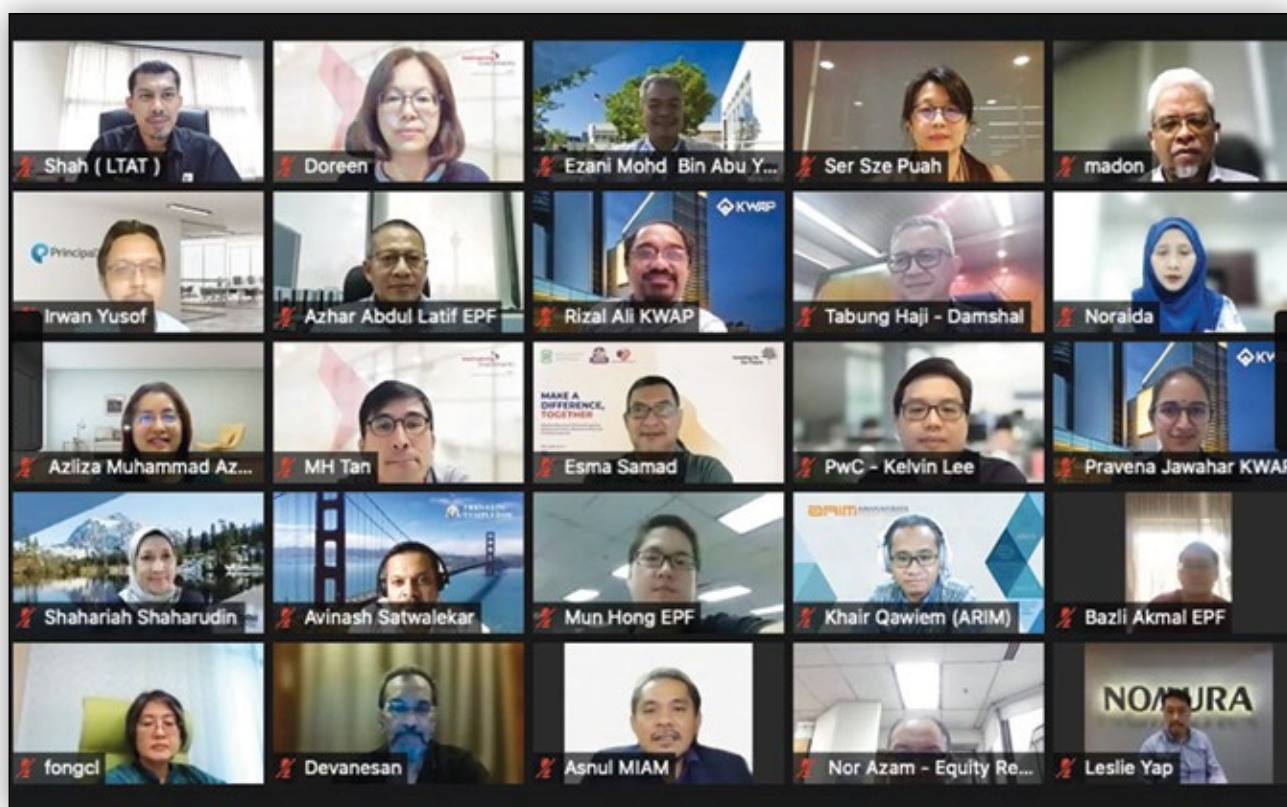 Shah ( LTAT )
Doreen
Ezani Mohd Bin Abu Y...
Ser Sze Puah
madon
Principal
Irwan Yusof
Azhar Abdul Latif EPF
KWAP
Rizal Ali KWAP
Tabung Haji - Damshal
Noraida
Azliza Muhammad Az...
MH Tan
MAKE A
DIFFERENCE,
TOGETHER
Esma Samad
PwC - Kelvin Lee
KW
Pravena Jawahar KWAP
Shahariah Shaharudin
FRANKLIN
TEMPLETON
Avinash Satwalekar
Mun Hong EPF
arim
Khair Qawiem (ARIM)
Bazli Akmal EPF
fongcl
Devanesan
Asnul MIAM
Nor Azam - Equity Re...
NOMURA
Leslie Yap